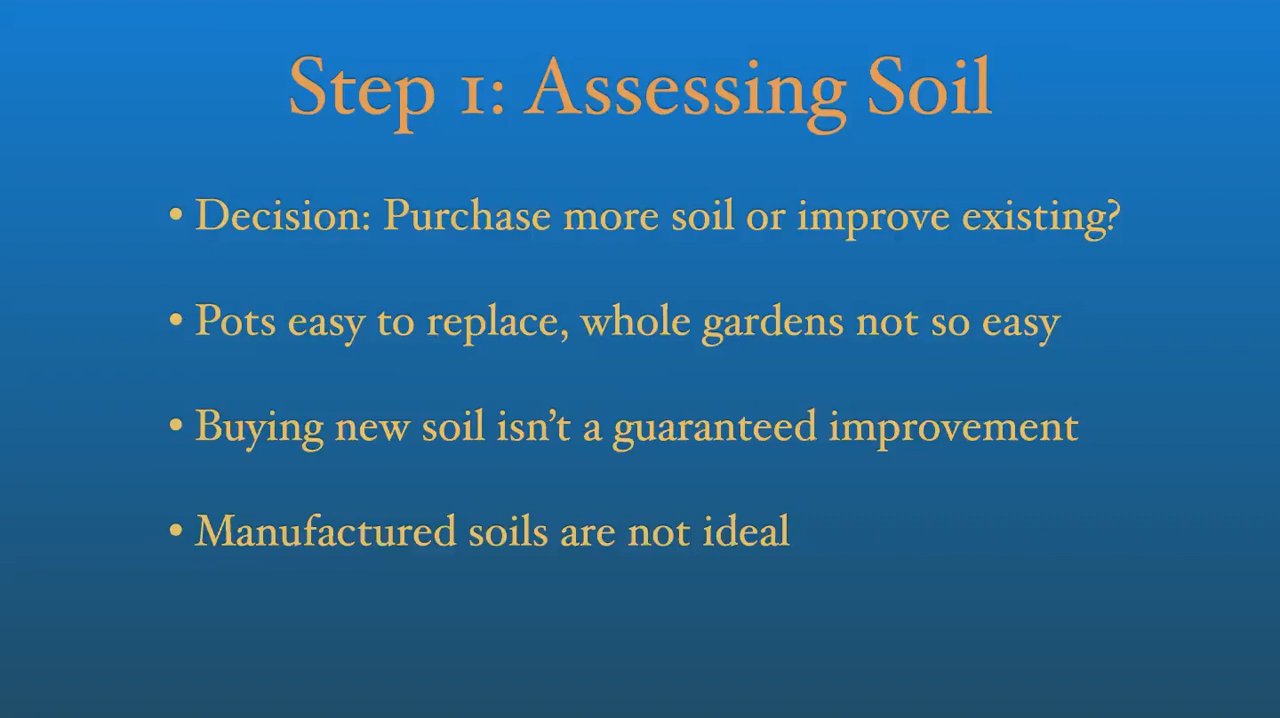 Step 1: Assessing Soil
• Decision: Purchase more soil or improve existing?
• Pots easy to replace, whole gardens not so easy
• Buying new soil isn’t a guaranteed improvement
• Manufactured soils are not ideal